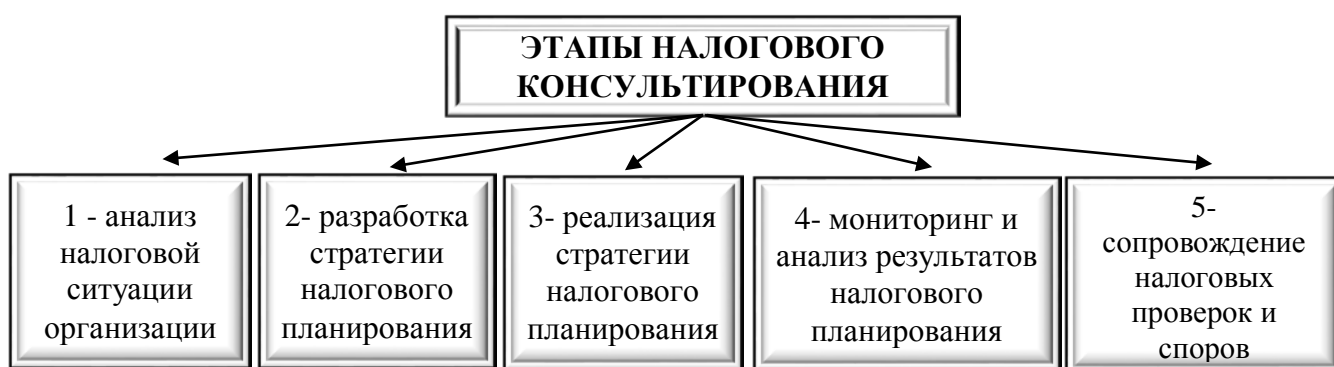 ЭТАПЫ НАЛОГОВОГО
КОНСУЛЬТИРОВАНИЯ
1 - анализ
налоговой
ситуации
организации
2- разработка
стратегии
налогового
планирования
3- реализация
стратегии
налогового
планирования
4- мониторинг и
анализ результатов
налогового
планирования
5-
сопровождение
налоговых
проверок и
споров